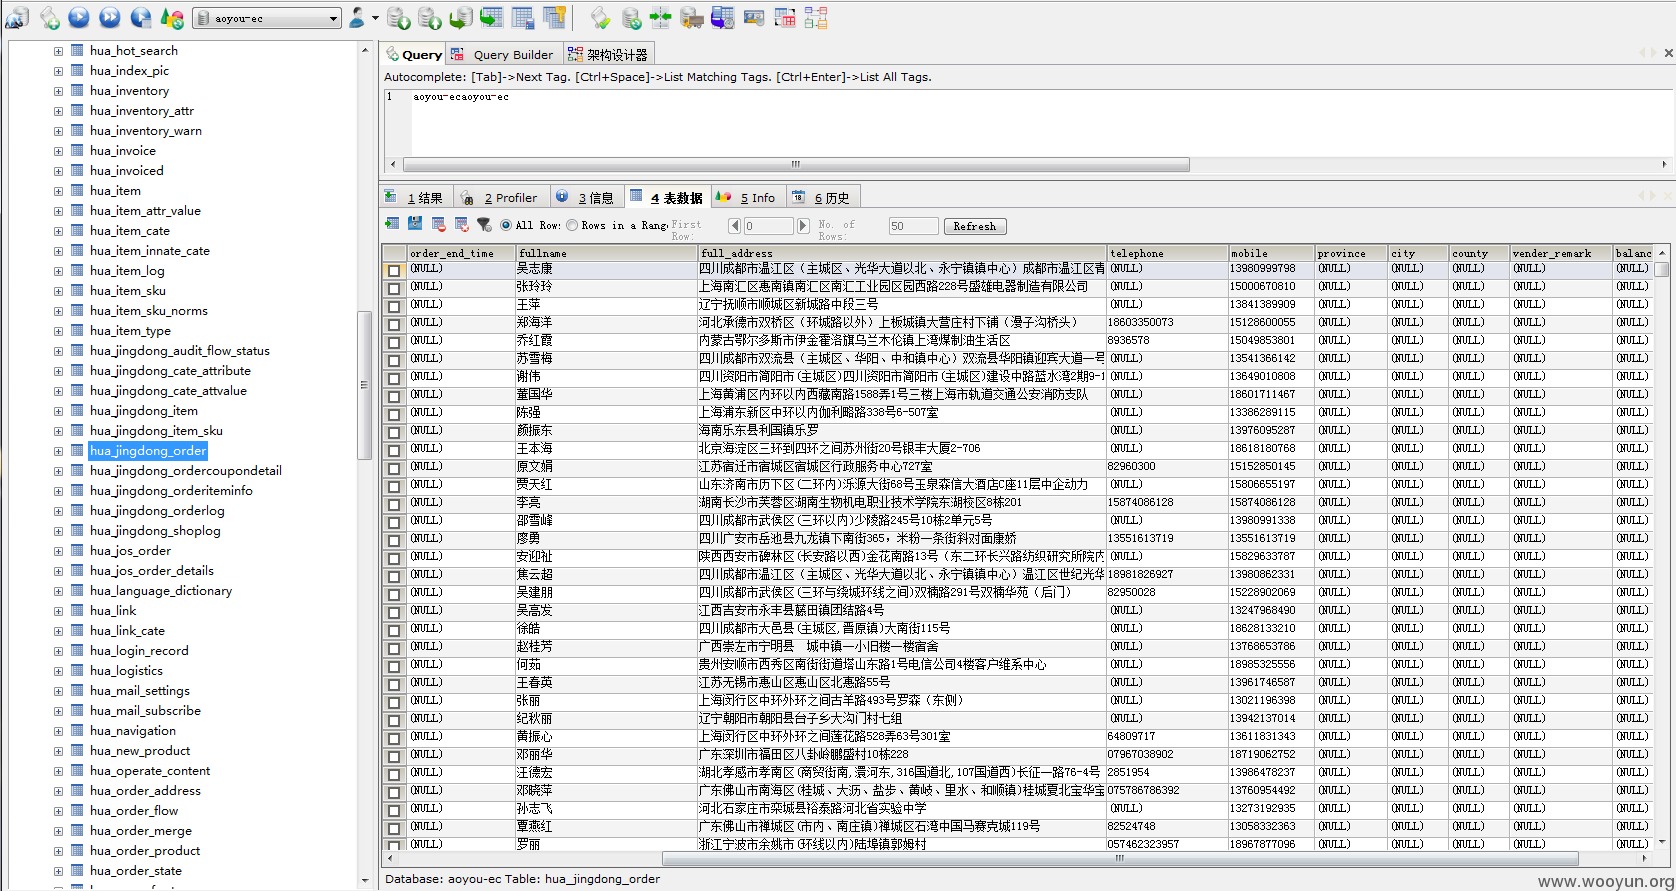 aoyou-ec
hua_hot_search
hua_index_pic
hua_inventory
hua_inventory_attr
hua_inventory_warn
hua_invoice
hua_invoiced
hua_item
hua_item_attr_value
hua_item_cate
hua_item_innate_cate
hua_item_log
hua_item_sku
hua_item_sku_norms
hua_item_type
hua_jingdong_audit_flow_status
hua_jingdong_cate_attribute
hua_jingdong_cate_attvalue
hua_jingdong_item
hua_jingdong_item_sku
hua_jingdong_order
hua_jingdong_ordercoupondetail
hua_jingdong_orderiteminfo
hua_jingdong_orderlog
hua_jingdong_shoplog
hua_jos_order
hua_jos_order_details
hua_language_dictionary
hua_link
hua_link_cate
hua_login_record
hua_logistics
hua_mail_settings
hua_mail_subscribe
hua_navigation
hua_new_product
hua_operate_content
hua_order_address
hua_order_flow
hua_order_merge
hua_order_product
hua_order_state
Query Query Builder 架构设计器
Autocomplete: [Tab]->Next Tag. [Ctrl+Space]->List Matching Tags. [Ctrl+Enter]->List All Tags.
1 aoyou-ecaoyou-ec
1 结果 2 Profiler 3 信息 4 表数据 5 Info 6 历史
All Row: Rows in a Rang First Row: 0 No. of Rows: 50 Refresh
order_end_time fullname full_address telephone mobile province city county vender_remark balanc
(NULL) 吴志康 四川成都市温江区（主城区、光华大道以北、永宁镇镇中心）成都市温江区青 (NULL) 13980999798 (NULL) (NULL) (NULL) (NULL) (NULL)
(NULL) 张玲玲 上海南汇区惠南镇南汇区南汇工业园区园西路228号盛雄电器制造有限公司 (NULL) 15000670810 (NULL) (NULL) (NULL) (NULL) (NULL)
(NULL) 王萍 辽宁抚顺市顺城区新城路中段三号 (NULL) 13841389909 (NULL) (NULL) (NULL) (NULL) (NULL)
(NULL) 郑海洋 河北承德市双桥区（环城路以外）上板城镇大营庄村下铺（漫子沟桥头） 18603350073 15128600055 (NULL) (NULL) (NULL) (NULL) (NULL)
(NULL) 乔红霞 内蒙古鄂尔多斯市伊金霍洛旗乌兰木伦镇上湾煤制油生活区 8936578 15049853801 (NULL) (NULL) (NULL) (NULL) (NULL)
(NULL) 苏雪梅 四川成都市双流县（主城区、华阳、中和镇中心）双流县华阳镇迎宾大道一号 (NULL) 13541366142 (NULL) (NULL) (NULL) (NULL) (NULL)
(NULL) 谢伟 四川资阳市简阳市(主城区)四川资阳市简阳市(主城区)建设中路蓝水湾2期9-1 (NULL) 13649010808 (NULL) (NULL) (NULL) (NULL) (NULL)
(NULL) 董国华 上海黄浦区内环以内西藏南路1588弄1号三楼上海市轨道交通公安消防支队 (NULL) 18601711467 (NULL) (NULL) (NULL) (NULL) (NULL)
(NULL) 陈强 上海浦东新区中环以内伽利略路338号6-507室 (NULL) 13386289115 (NULL) (NULL) (NULL) (NULL) (NULL)
(NULL) 颜振东 海南乐东县利国镇乐罗 (NULL) 13976095287 (NULL) (NULL) (NULL) (NULL) (NULL)
(NULL) 王本海 北京海淀区三环到四环之间苏州街20号银丰大厦2-706 (NULL) 18618180768 (NULL) (NULL) (NULL) (NULL) (NULL)
(NULL) 原文娟 江苏宿迁市宿城区宿城区行政服务中心727室 82960300 15152850145 (NULL) (NULL) (NULL) (NULL) (NULL)
(NULL) 贾天红 山东济南市历下区(二环内)泺源大街68号玉泉森信大酒店C座11层中企动力 (NULL) 15806655197 (NULL) (NULL) (NULL) (NULL) (NULL)
(NULL) 李亮 湖南长沙市芙蓉区湖南生物机电职业技术学院东湖校区8栋201 15874086128 15874086128 (NULL) (NULL) (NULL) (NULL) (NULL)
(NULL) 邵雪峰 四川成都市武侯区(三环以内)少陵路245号10栋2单元5号 (NULL) 13980991338 (NULL) (NULL) (NULL) (NULL) (NULL)
(NULL) 廖勇 四川广安市岳池县九龙镇下南街365，米粉一条街斜对面康娇 13551613719 13551613719 (NULL) (NULL) (NULL) (NULL) (NULL)
(NULL) 安迎祉 陕西西安市碑林区(长安路以西)金花南路13号（东二环长兴路纺织研究所院内 (NULL) 15829633787 (NULL) (NULL) (NULL) (NULL) (NULL)
(NULL) 焦云超 四川成都市温江区（主城区、光华大道以北、永宁镇镇中心）温江区世纪光华 18981826927 13980862331 (NULL) (NULL) (NULL) (NULL) (NULL)
(NULL) 吴建朋 四川成都市武侯区(三环与绕城环线之间)双楠路291号双楠华苑（后门） 82950028 15228902069 (NULL) (NULL) (NULL) (NULL) (NULL)
(NULL) 吴高发 江西吉安市永丰县藤田镇团结路4号 (NULL) 13247968490 (NULL) (NULL) (NULL) (NULL) (NULL)
(NULL) 徐皓 四川成都市大邑县(主城区,晋原镇)大南街115号 (NULL) 18628133210 (NULL) (NULL) (NULL) (NULL) (NULL)
(NULL) 赵桂芳 广西崇左市宁明县 城中镇一小旧楼一楼宿舍 (NULL) 13768653786 (NULL) (NULL) (NULL) (NULL) (NULL)
(NULL) 何茹 贵州安顺市西秀区南街街道塔山东路1号电信公司4楼客户维系中心 (NULL) 18985325556 (NULL) (NULL) (NULL) (NULL) (NULL)
(NULL) 王春英 江苏无锡市惠山区惠山区北惠路55号 (NULL) 13961746587 (NULL) (NULL) (NULL) (NULL) (NULL)
(NULL) 张丽 上海闵行区中环外环之间古羊路493号罗森（东侧） (NULL) 13021196398 (NULL) (NULL) (NULL) (NULL) (NULL)
(NULL) 纪秋丽 辽宁朝阳市朝阳县台子乡大沟门村七组 (NULL) 13942137014 (NULL) (NULL) (NULL) (NULL) (NULL)
(NULL) 黄振心 上海闵行区中环外环之间莲花路528弄63号301室 64809717 13611831343 (NULL) (NULL) (NULL) (NULL) (NULL)
(NULL) 邓丽华 广东深圳市福田区八卦岭鹏盛村10栋228 07967038902 18719062752 (NULL) (NULL) (NULL) (NULL) (NULL)
(NULL) 汪德宏 湖北孝感市孝南区(南贸街南,澴河东,316国道北,107国道西)长征一路76-4号 2851954 13986478237 (NULL) (NULL) (NULL) (NULL) (NULL)
(NULL) 邓晓萍 广东佛山市南海区(桂城、大沥、盐步、黄岐、里水、和顺镇)桂城夏北宝华宝 075786786392 13760954492 (NULL) (NULL) (NULL) (NULL) (NULL)
(NULL) 孙志飞 河北石家庄市栾城县裕泰路河北省实验中学 (NULL) 13273192935 (NULL) (NULL) (NULL) (NULL) (NULL)
(NULL) 覃燕红 广东佛山市禅城区(市内、南庄镇)禅城区石湾中国马赛克城119号 82524748 13058332363 (NULL) (NULL) (NULL) (NULL) (NULL)
(NULL) 罗丽 浙江宁波市余姚市(环线以内)陆埠镇郭姆村 057462323957 18967877096 (NULL) (NULL) (NULL) (NULL) (NULL)
Database: aoyou-ec Table: hua_jingdong_order
www.wooyun.org